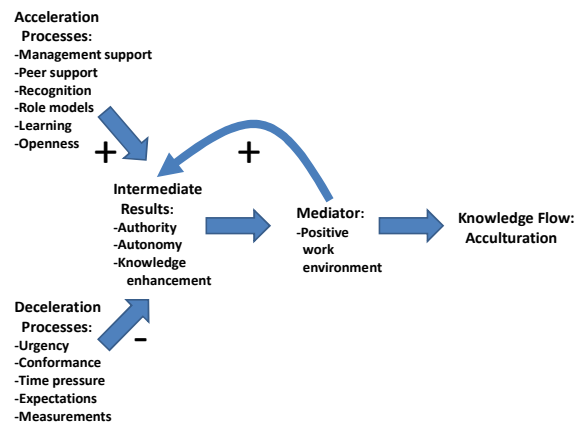 Acceleration
Processes:
-Management support
-Peer support
-Recognition
-Role models
-Learning
-Openness
+
+
Intermediate
Results:
-Authority
-Autonomy
-Knowledge
enhancement
Mediator:
-Positive
work
environment
Knowledge Flow:
Acculturation
Deceleration
Processes:
-Urgency
-Conformance
-Time pressure
-Expectations
-Measurements
-